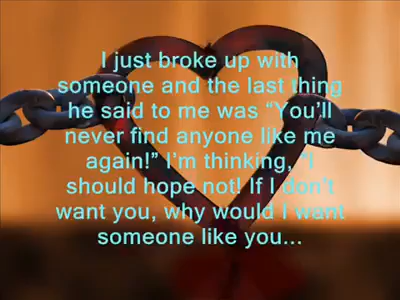 I just broke up with
someone and the last thing
he said to me was “You’ll
never find anyone like me
again!” I’m thinking, “I
should hope not! If I don’t
want you, why would I want
someone like you...